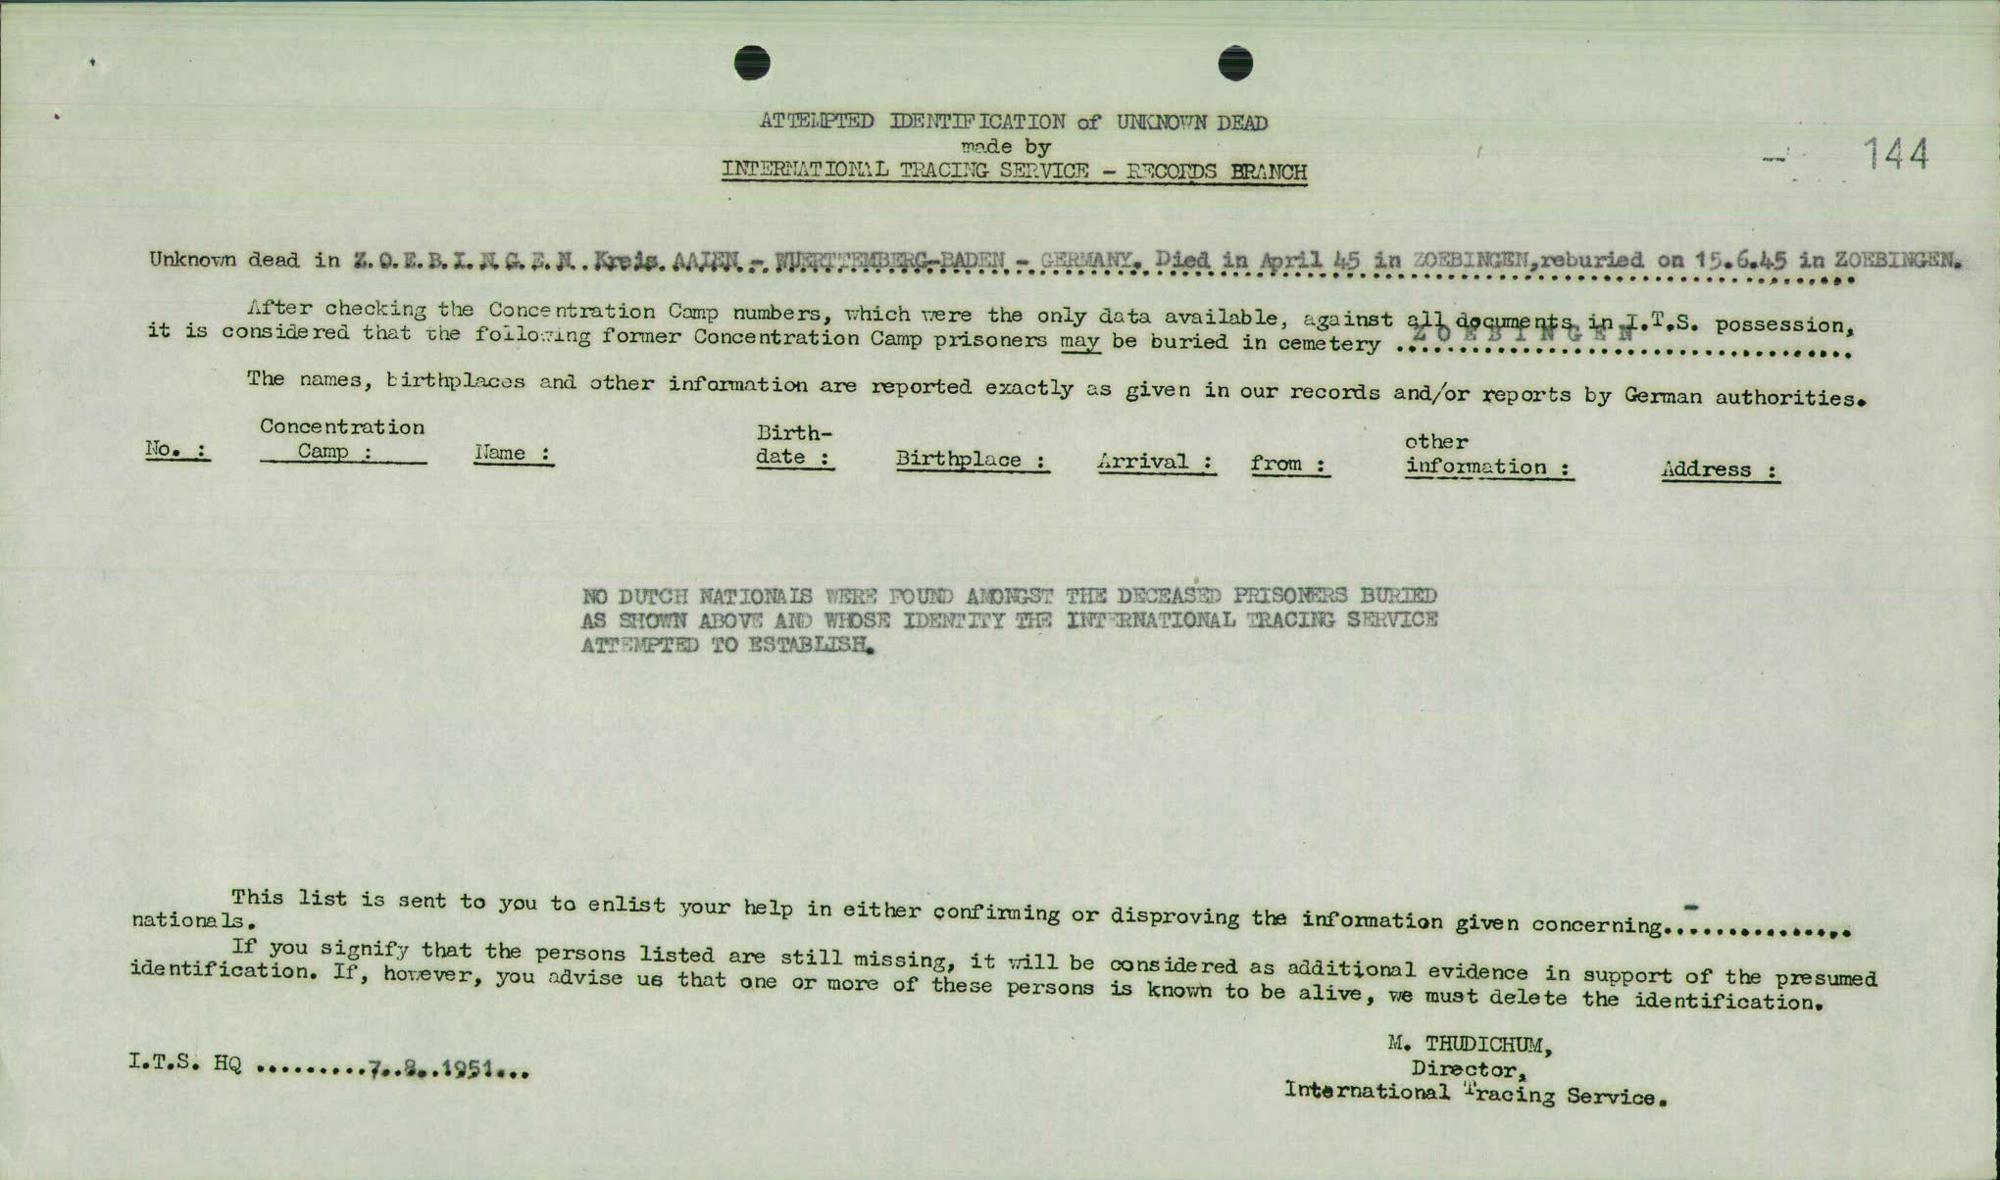 ATTEMPTED IDENTIFICATION of UNKNOWN DEAD
made by
INTERNATIONAL TRACING SERVICE - RECORDS BRANCH
144
Unknown dead in Z.O.E.B.I.N.G.E.N. Kreis. AALEN.-.WUERTTEMBERG-BADEN - GERMANY. Died in April 45 in ZOEBINGEN, reburied on 15.6.45 in ZOEBINGEN.
After checking the Concentration Camp numbers, which were the only data available, against all documents in I.T.S. possession,
it is considered that the following former Concentration Camp prisoners may be buried in cemetery ..Z O E B I N G E N....................
The names, birthplaces and other information are reported exactly as given in our records and/or reports by German authorities.
No. : Concentration Camp : Name : Birth-date : Birthplace : Arrival : from : other information : Address :
NO DUTCH NATIONALS WERE FOUND AMONGST THE DECEASED PRISONERS BURIED
AS SHOWN ABOVE AND WHOSE IDENTITY THE INTERNATIONAL TRACING SERVICE
ATTEMPTED TO ESTABLISH.
This list is sent to you to enlist your help in either confirming or disproving the information given concerning..-.............
nationals.
If you signify that the persons listed are still missing, it will be considered as additional evidence in support of the presumed
identification. If, however, you advise us that one or more of these persons is known to be alive, we must delete the identification.
M. THUDICHUM,
Director,
International Tracing Service.
I.T.S. HQ .........7..8..1951...